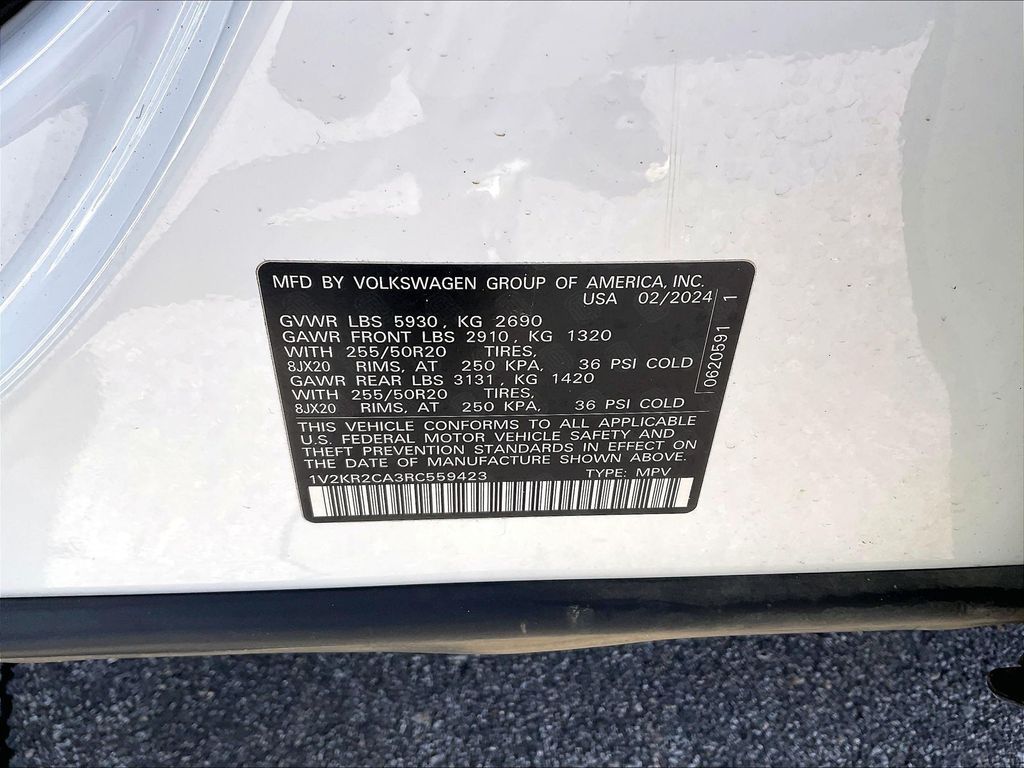 MFD BY VOLKSWAGEN GROUP OF AMERICA, INC.
USA 02/2024
GVWR LBS 5930, KG 2690
GAWR FRONT LBS 2910, KG 1320
WITH 255/50R20 TIRES,
8JX20 RIMS, AT 250 KPA, 36 PSI COLD
GAWR REAR LBS 3131, KG 1420
WITH 255/50R20 TIRES,
8JX20 RIMS, AT 250 KPA, 36 PSI COLD
0620591 1
THIS VEHICLE CONFORMS TO ALL APPLICABLE
U.S. FEDERAL MOTOR VEHICLE SAFETY AND
THEFT PREVENTION STANDARDS IN EFFECT ON
THE DATE OF MANUFACTURE SHOWN ABOVE.
1V2KR2CA3RC559423 TYPE: MPV